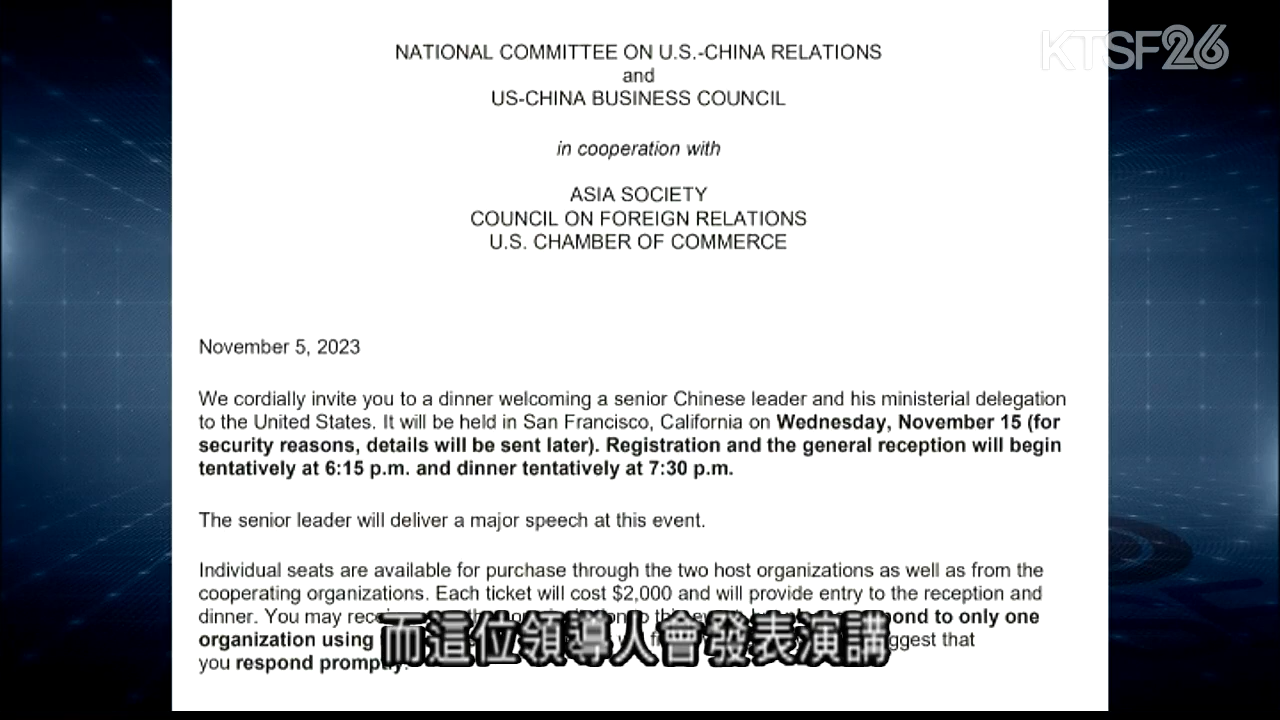 KTSF26
NATIONAL COMMITTEE ON U.S.-CHINA RELATIONS
and
US-CHINA BUSINESS COUNCIL
in cooperation with
ASIA SOCIETY
COUNCIL ON FOREIGN RELATIONS
U.S. CHAMBER OF COMMERCE
November 5, 2023
We cordially invite you to a dinner welcoming a senior Chinese leader and his ministerial delegation
to the United States. It will be held in San Francisco, California on Wednesday, November 15 (for
security reasons, details will be sent later). Registration and the general reception will begin
tentatively at 6:15 p.m. and dinner tentatively at 7:30 p.m.
The senior leader will deliver a major speech at this event.
Individual seats are available for purchase through the two host organizations as well as from the
cooperating organizations. Each ticket will cost $2,000 and will provide entry to the reception and
dinner. You may to only one
organization using that
you respond promptly.
而這位領導人會發表演講